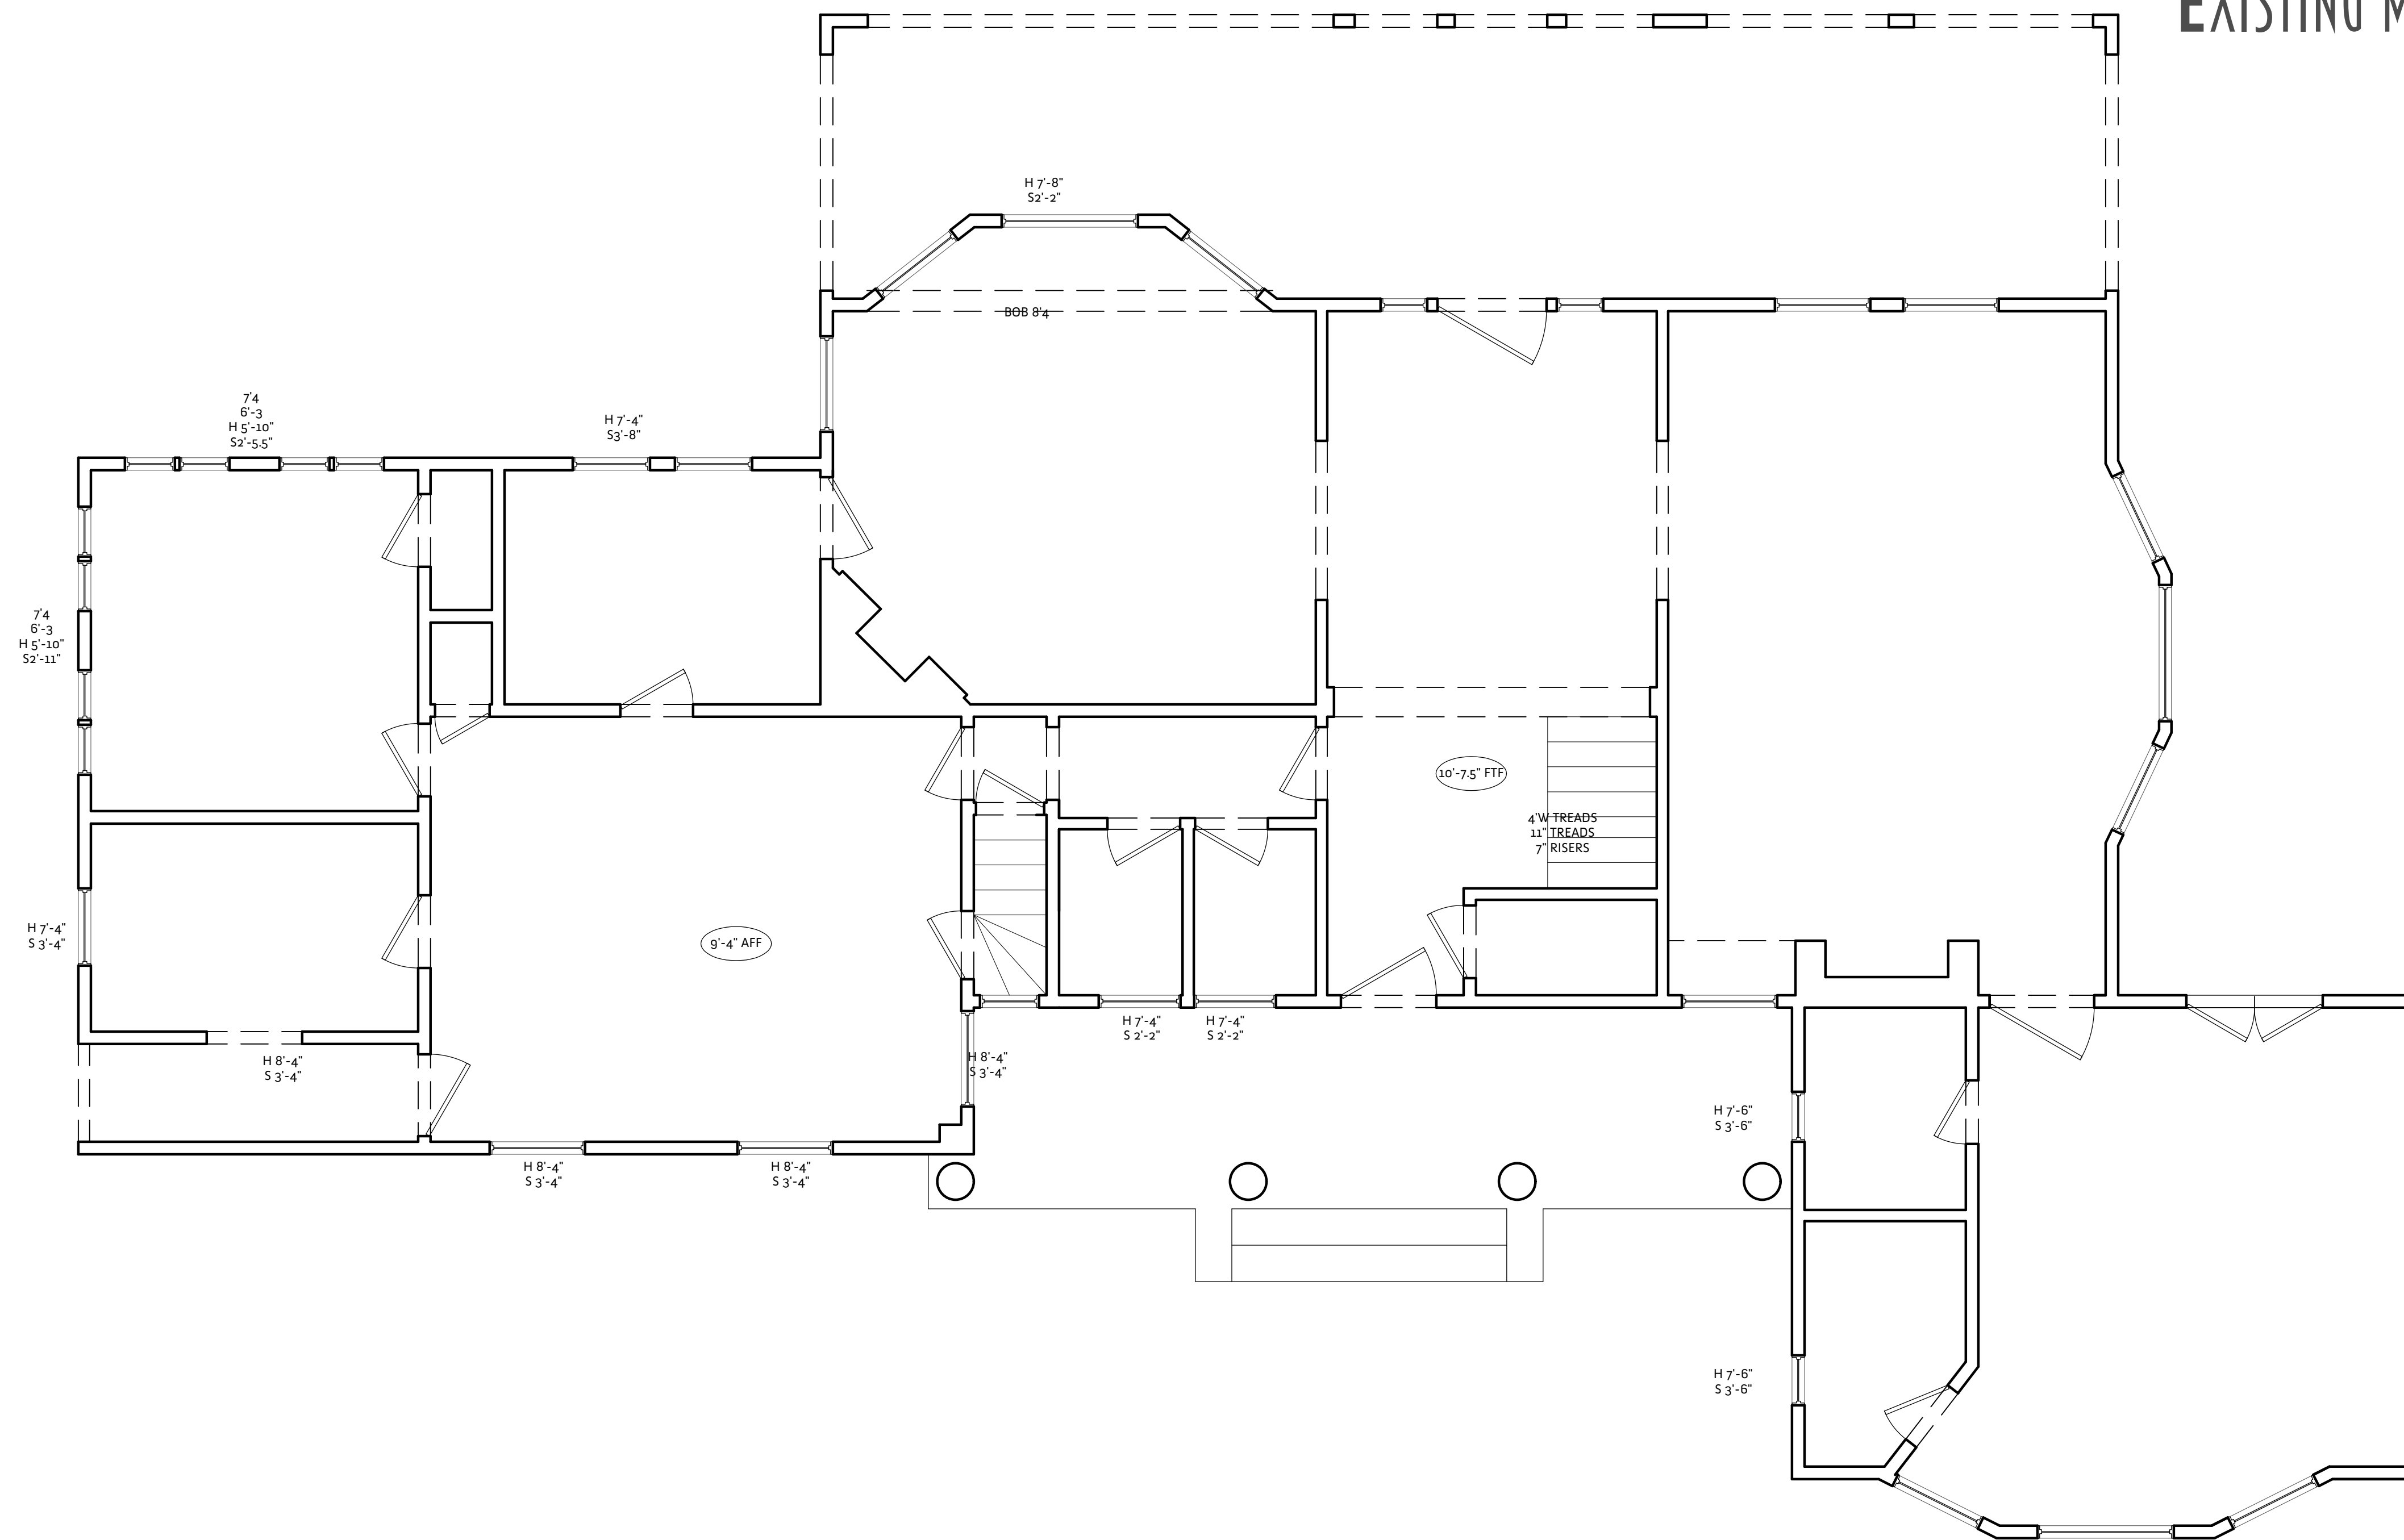 EXISTING M
H 7'-8"
S2'-2"
BOB 8'4
7'4
6'-3
H 5'-10"
S2'-5.5"
H 7'-4"
S3'-8"
7'4
6'-3
H 5'-10"
S2'-11"
10'-7.5" FTF
4'W TREADS
11" TREADS
7" RISERS
H 7'-4"
S 3'-4"
9'-4" AFF
H 7'-4"
S 2'-2"
H 7'-4"
S 2'-2"
H 8'-4"
S 3'-4"
H 8'-4"
S 3'-4"
H 7'-6"
S 3'-6"
H 8'-4"
S 3'-4"
H 8'-4"
S 3'-4"
H 7'-6"
S 3'-6"